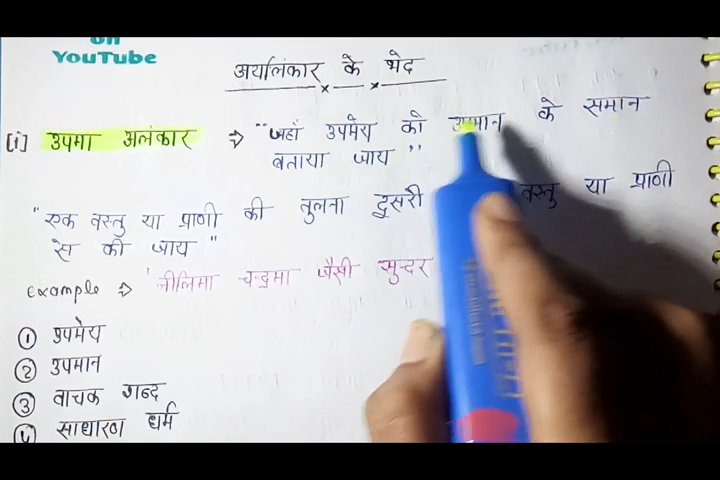 on
YouTube
अर्थालंकार के भेद
[i] उपमा अलंकार ⇒ "जहाँ उपमेय को उपमान के समान
बताया जाय"
"एक वस्तु या प्राणी की तुलना दूसरी वस्तु या प्राणी
से की जाय"
Example ⇒ 'नीलिमा चन्द्रमा जैसी सुन्दर
① उपमेय
② उपमान
③ वाचक शब्द
④ साधारण धर्म